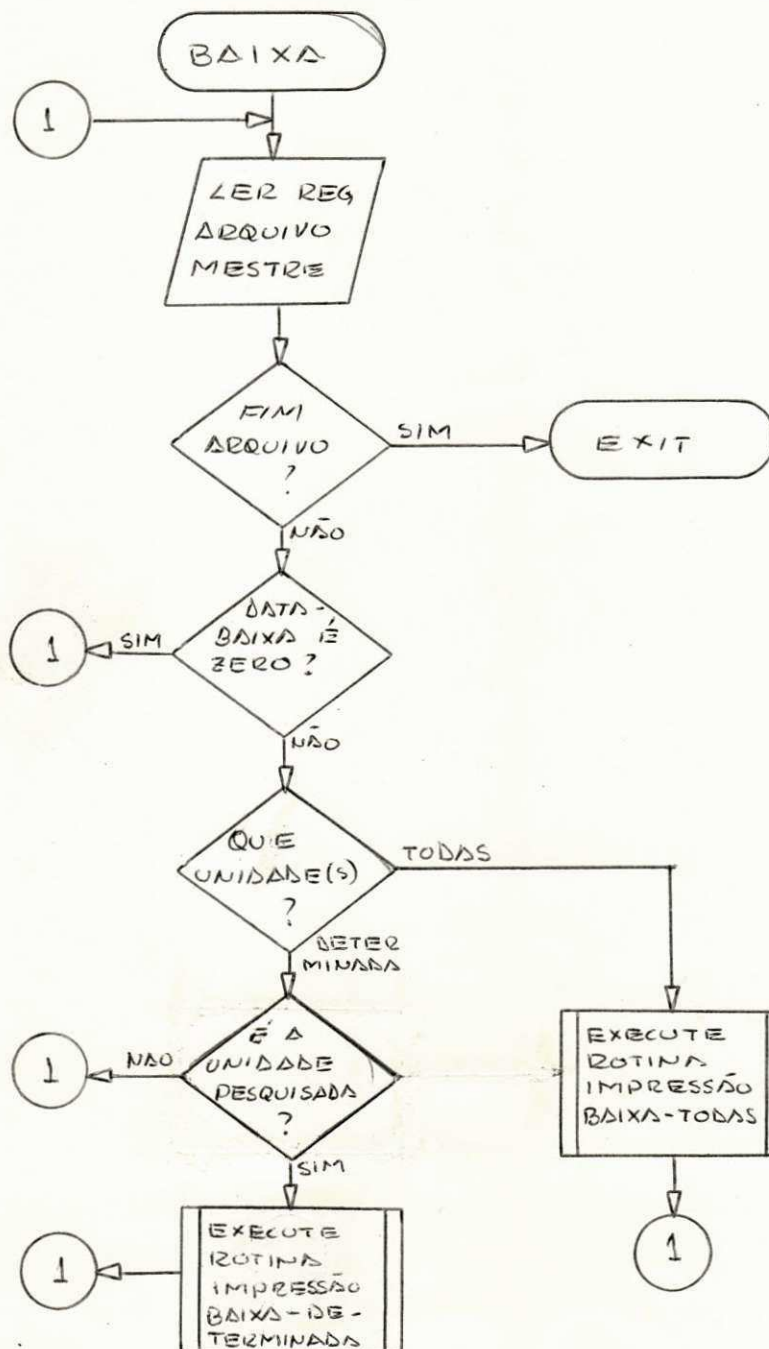 BAIXA
1
LER REG
ARQUIVO
MESTRE
FIM
ARQUIVO
?
SIM
EXIT
NÃO
DATA-
BAIXA É
ZERO?
SIM
1
NÃO
QUE
UNIDADE(S)
?
TODAS
DETER
MINADA
É A
UNIDADE
PESQUISADA
?
NAO
1
EXECUTE
ROTINA
IMPRESSÃO
BAIXA-TODAS
1
SIM
EXECUTE
ROTINA
IMPRESSÃO
BAIXA-DE-
TERMINADA
1